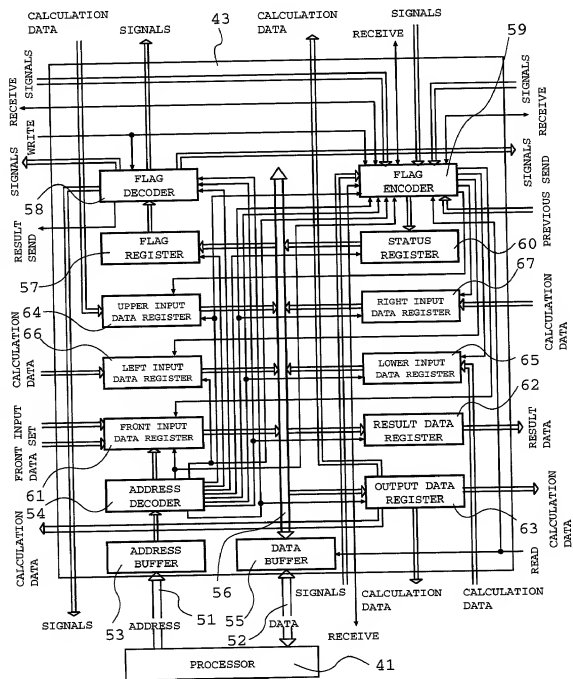 CALCULATION
DATA
SIGNALS
43
CALCULATION
DATA
RECEIVE
SIGNALS
59
RECEIVE
SIGNALS
SIGNALS
RECEIVE
WRITE
SIGNALS
SIGNALS
FLAG
DECODER
FLAG
ENCODER
58
PREVIOUS SEND
RESULT
SEND
FLAG
REGISTER
STATUS
REGISTER
60
57
67
64
UPPER INPUT
DATA REGISTER
RIGHT INPUT
DATA REGISTER
CALCULATION
DATA
66
CALCULATION
DATA
LEFT INPUT
DATA REGISTER
LOWER INPUT
DATA REGISTER
65
62
FRONT INPUT
DATA SET
FRONT INPUT
DATA REGISTER
RESULT DATA
REGISTER
RESULT
DATA
61
54
ADDRESS
DECODER
OUTPUT DATA
REGISTER
63
CALCULATION
DATA
CALCULATION
DATA
ADDRESS
BUFFER
DATA
BUFFER
READ
53
51
56
55
52
SIGNALS
CALCULATION
DATA
CALCULATION
DATA
SIGNALS
ADDRESS
DATA
RECEIVE
PROCESSOR
41